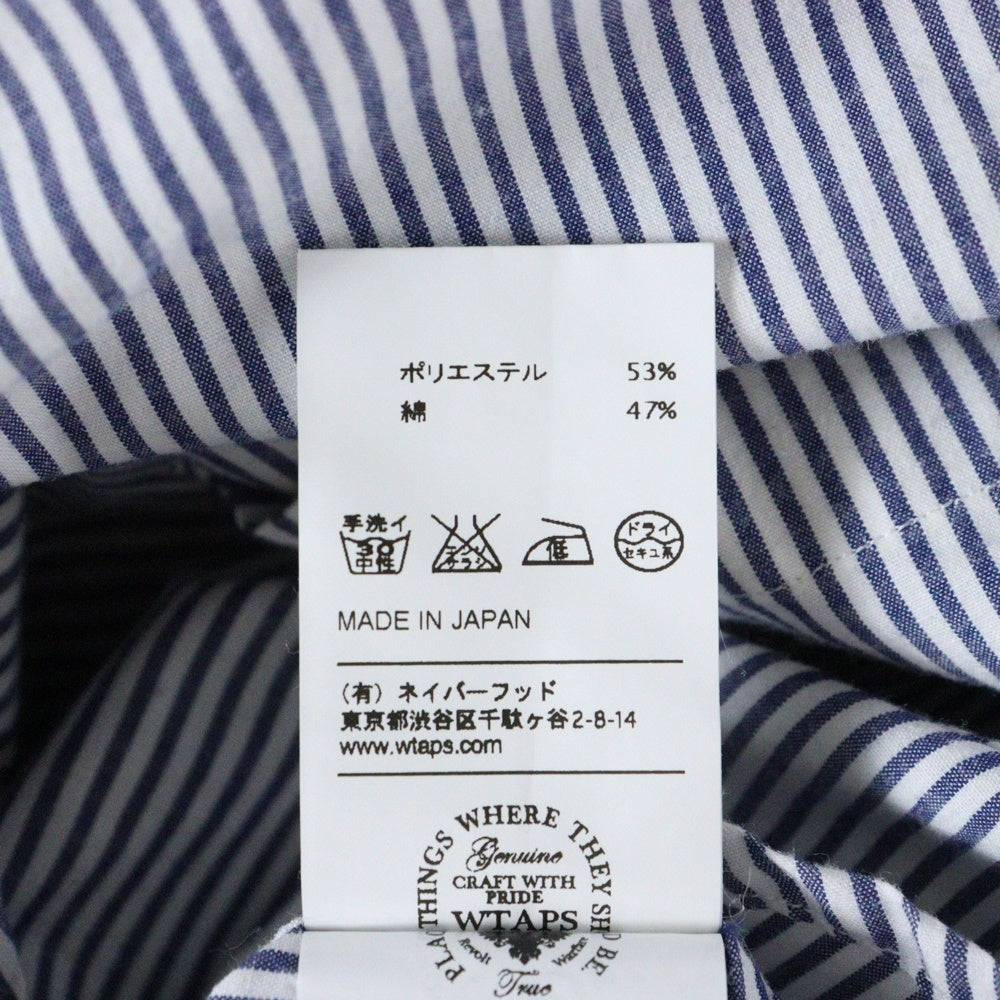 ポリエステル 53%
綿 47%
手洗イ
30
中性
エンソ
サラシ
低
ドライ
セキユ系
MADE IN JAPAN
(有) ネイバーフッド
東京都渋谷区千駄ヶ谷2-8-14
www.wtaps.com
THINGS WHERE THEY
BE
Genuine
CRAFT WITH
PRIDE
WTAPS
Revolt
True